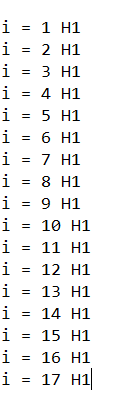 i = 1 H1
i = 2 H1
i = 3 H1
i = 4 H1
i = 5 H1
i = 6 H1
i = 7 H1
i = 8 H1
i = 9 H1
i = 10 H1
i = 11 H1
i = 12 H1
i = 13 H1
i = 14 H1
i = 15 H1
i = 16 H1
i = 17 H1